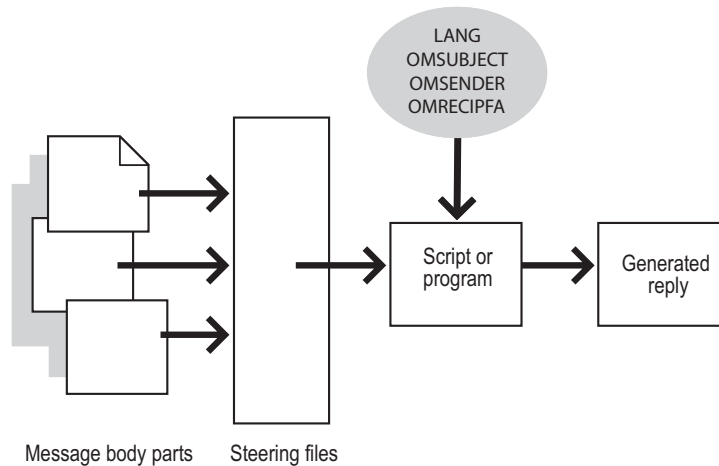 LANG
OMSUBJECT
OMSENDER
OMRECIPFA
Script or
program
Generated
reply
Message body parts
Steering files